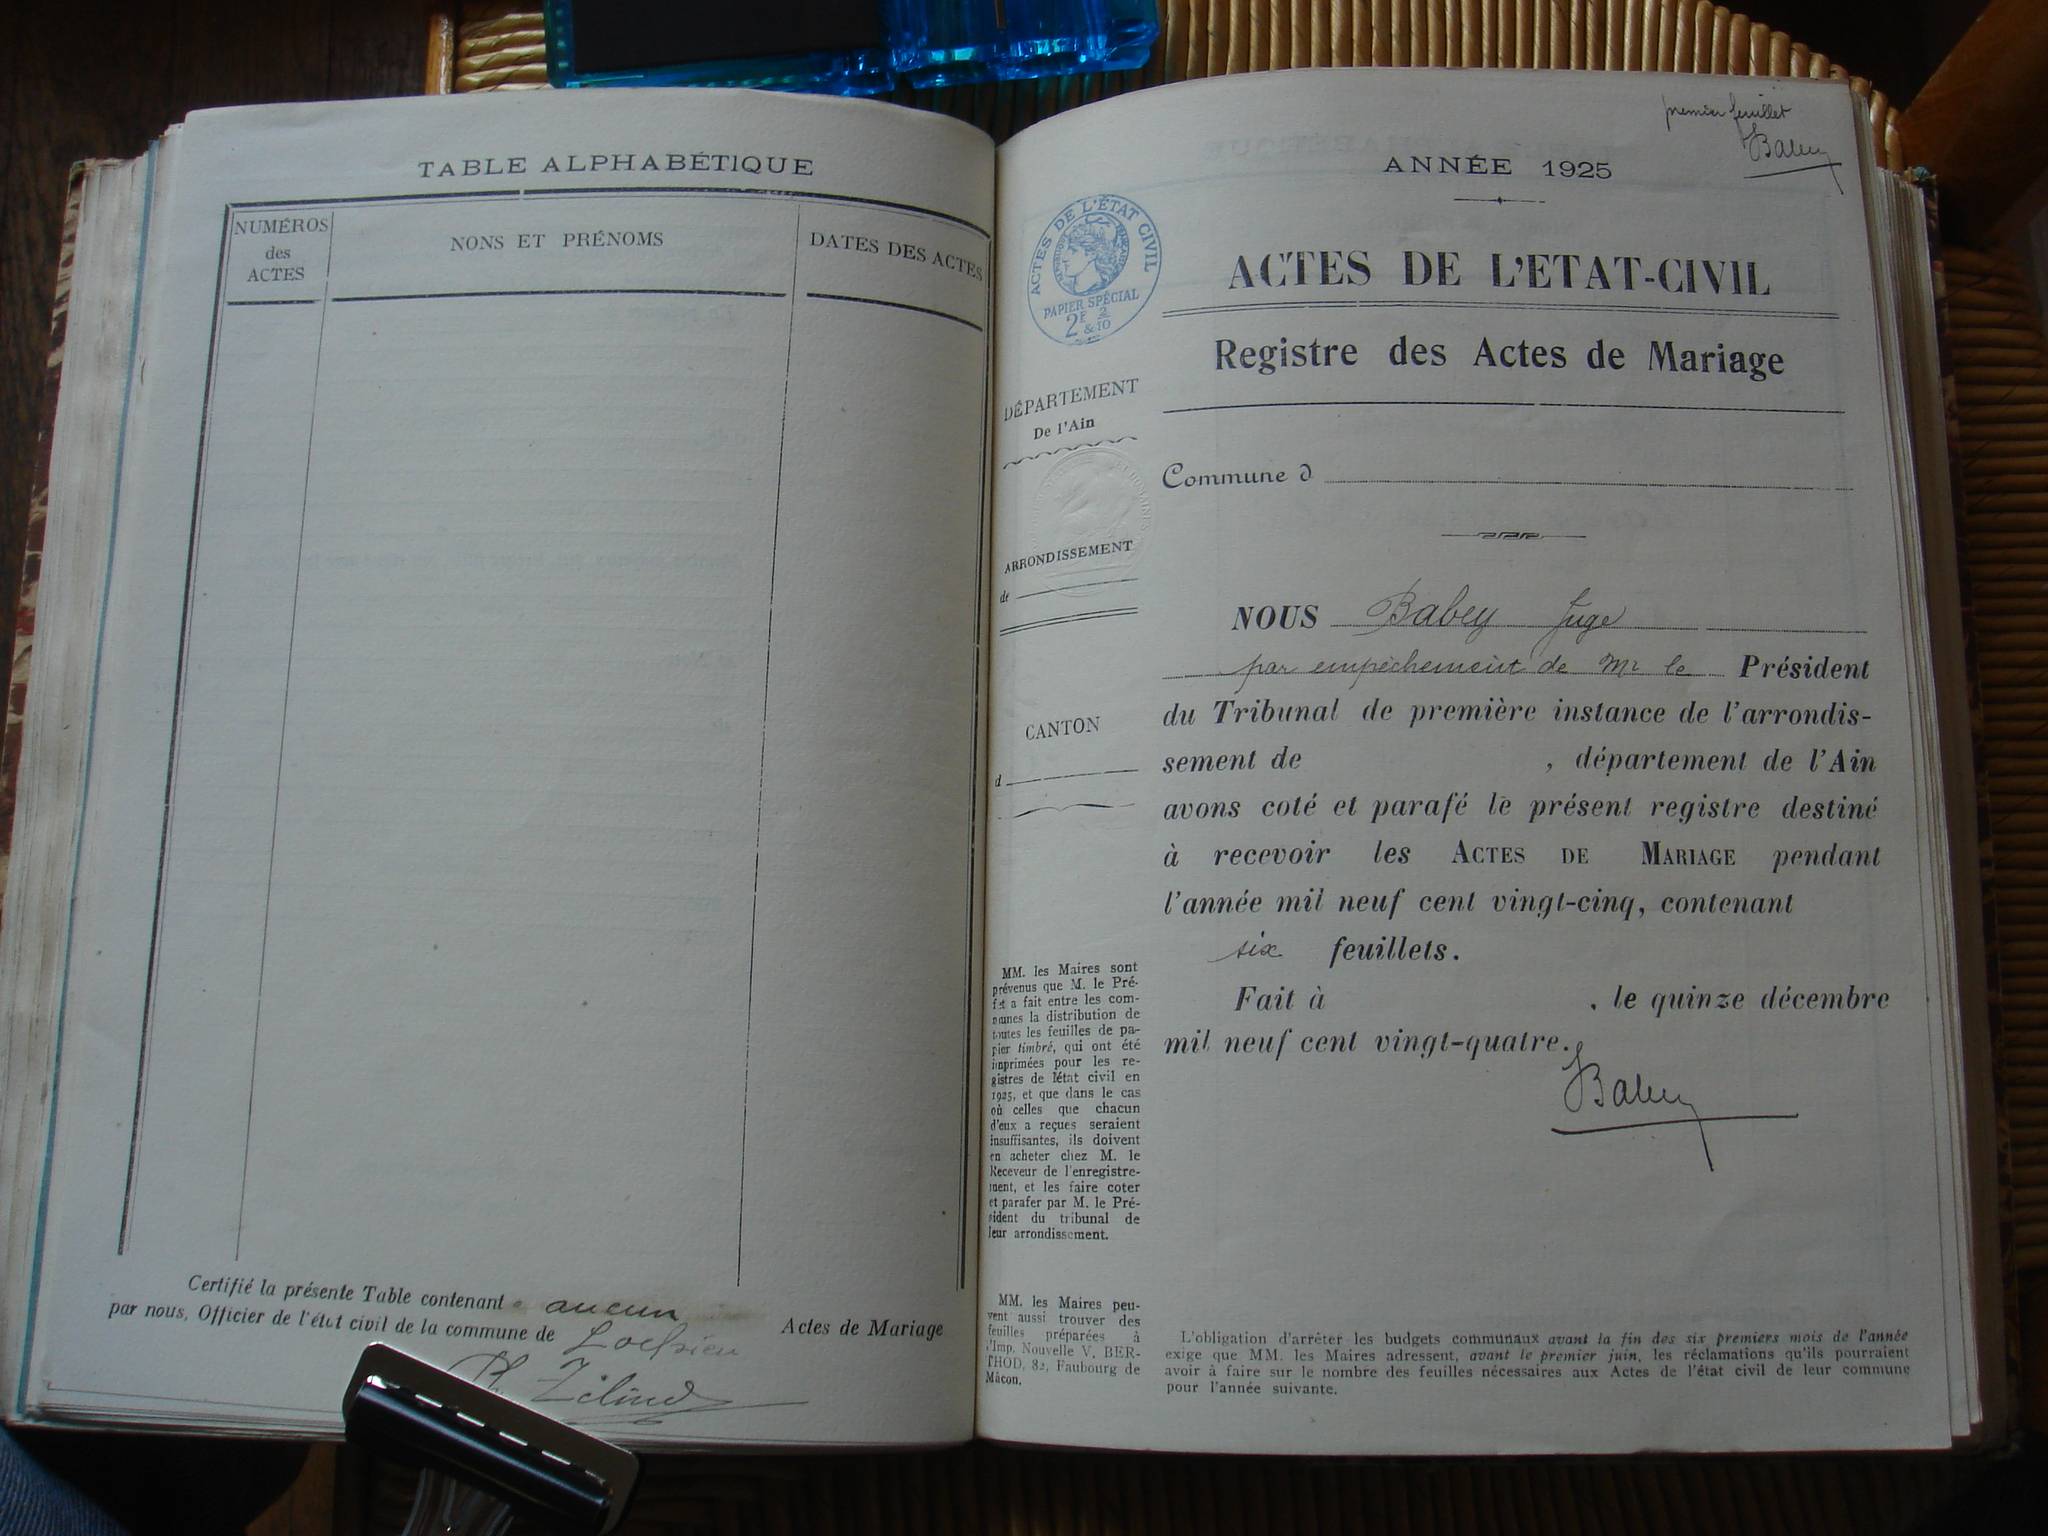 TABLE ALPHABÉTIQUE
NUMÉROS
des
ACTES
NONS ET PRÉNOMS
DATES DES ACTES
Certifié la présente Table contenant aucun Actes de Mariage
par nous, Officier de l'état civil de la commune de
premier feuillet
Babey
ANNÉE 1925
ACTES DE L'ÉTAT CIVIL
PAPIER SPÉCIAL
2F 2
& 10
ACTES DE L'ETAT-CIVIL
Registre des Actes de Mariage
DÉPARTEMENT
De l'Ain
Commune d
ARRONDISSEMENT
de
CANTON
d
NOUS Babey Juge
par empêchement de Mr le Président
du Tribunal de première instance de l'arrondis-
sement de , département de l'Ain
avons coté et parafé le présent registre destiné
à recevoir les ACTES DE MARIAGE pendant
l'année mil neuf cent vingt-cinq, contenant
six feuillets.
Fait à , le quinze décembre
mil neuf cent vingt-quatre.
Babey
MM. les Maires sont
prévenus que M. le Pré-
fet a fait entre les com-
munes la distribution de
toutes les feuilles de pa-
pier timbré, qui ont été
imprimées pour les re-
gistres de l'état civil en
1925, et que dans le cas
où celles que chacun
d'eux a reçues seraient
insuffisantes, ils doivent
en acheter chez M. le
Receveur de l'enregistre-
ment, et les faire coter
et parafer par M. le Pré-
sident du tribunal de
leur arrondissement.
MM. les Maires peu-
vent aussi trouver des
feuilles préparées à
l'Imp. Nouvelle V. BER-
THOD, 82, Faubourg de
Mâcon.
L'obligation d'arrêter les budgets communaux avant la fin des six premiers mois de l'année
exige que MM. les Maires adressent, avant le premier juin, les réclamations qu'ils pourraient
avoir à faire sur le nombre des feuilles nécessaires aux Actes de l'état civil de leur commune
pour l'année suivante.